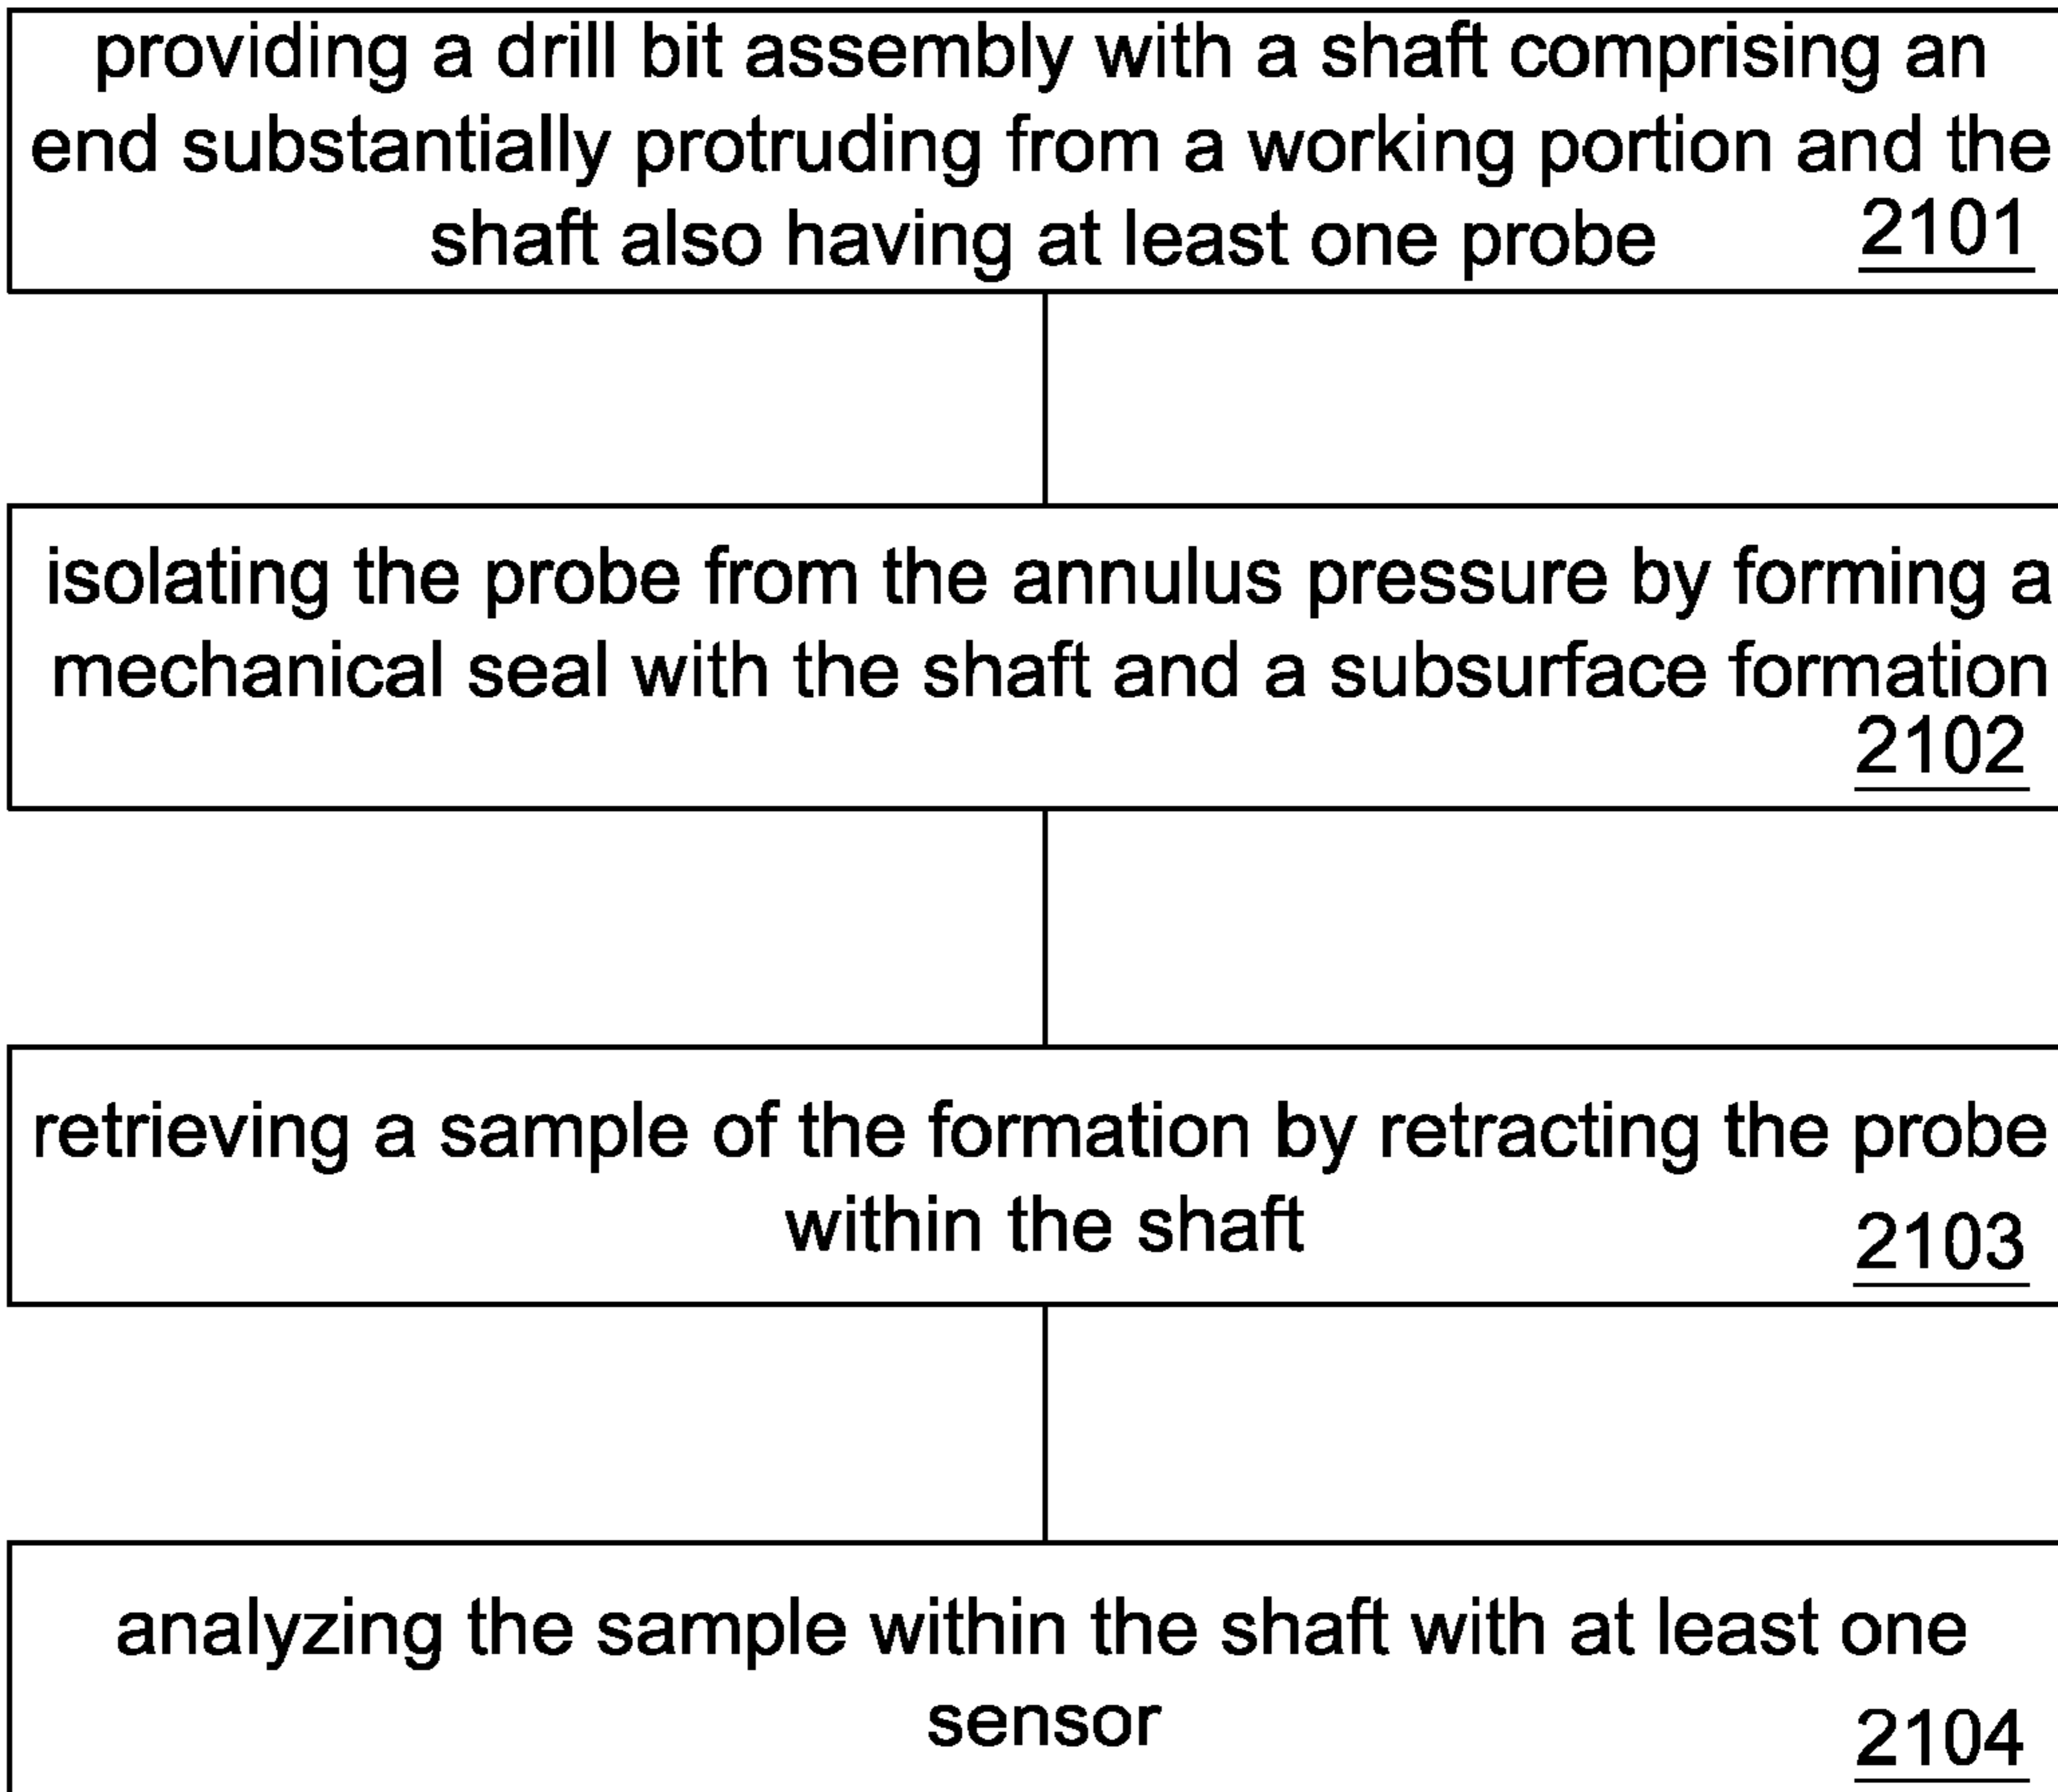 providing a drill bit assembly with a shaft comprising an
end substantially protruding from a working portion and the
shaft also having at least one probe 2101
isolating the probe from the annulus pressure by forming a
mechanical seal with the shaft and a subsurface formation
2102
retrieving a sample of the formation by retracting the probe
within the shaft 2103
analyzing the sample within the shaft with at least one
sensor 2104